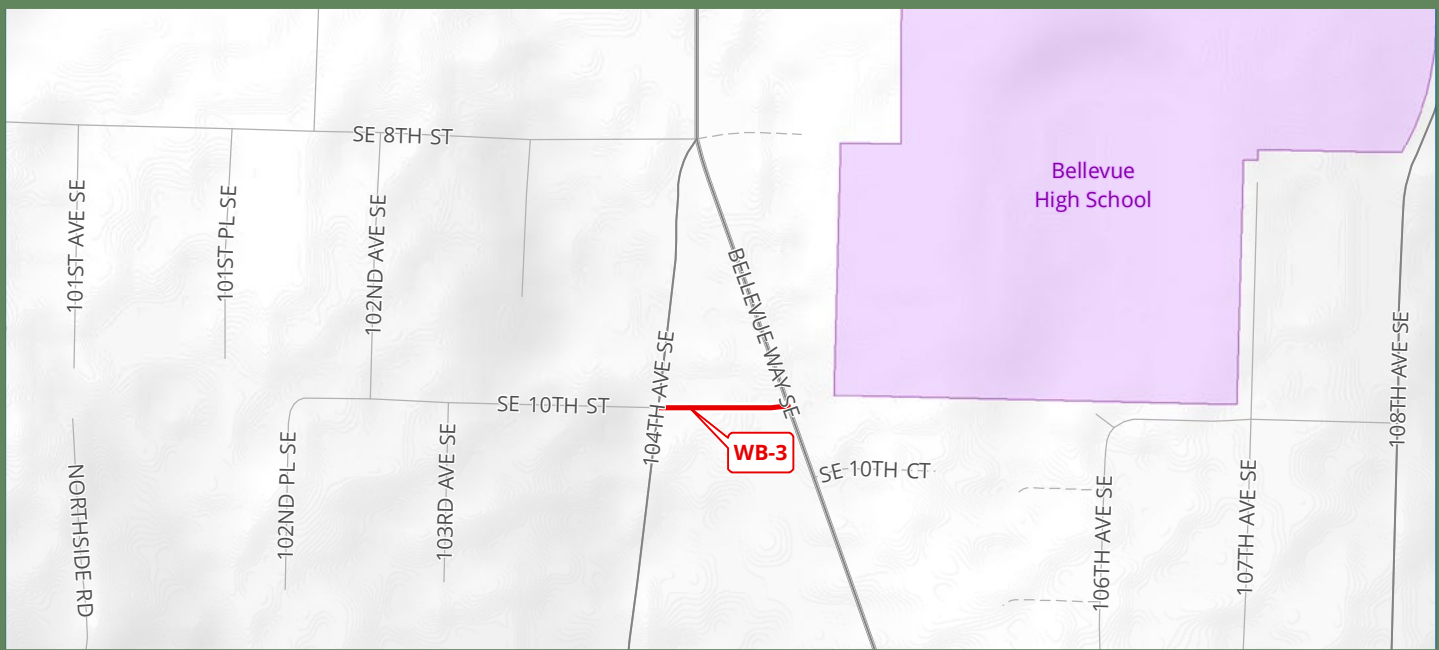 SE 8TH ST
101ST AVE SE
101ST PL SE
102ND AVE SE
Bellevue
High School
BELLEVUE WAY SE
104TH AVE SE
108TH AVE SE
SE 10TH ST
WB-3
SE 10TH CT
NORTHSIDE RD
102ND PL SE
103RD AVE SE
106TH AVE SE
107TH AVE SE